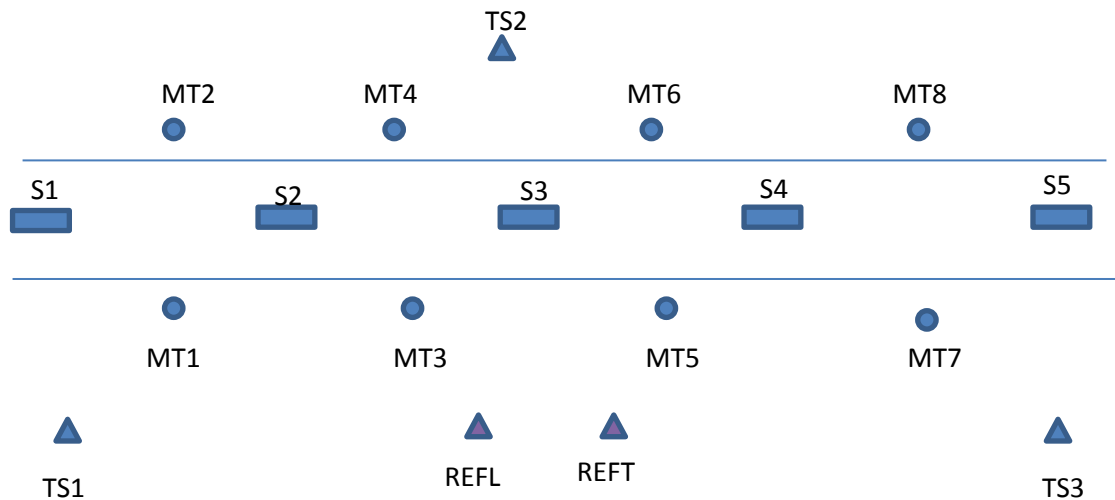 TS2
MT2 MT4 MT6 MT8
S1 S2 S3 S4 S5
MT1 MT3 MT5 MT7
TS1 REFL REFT TS3